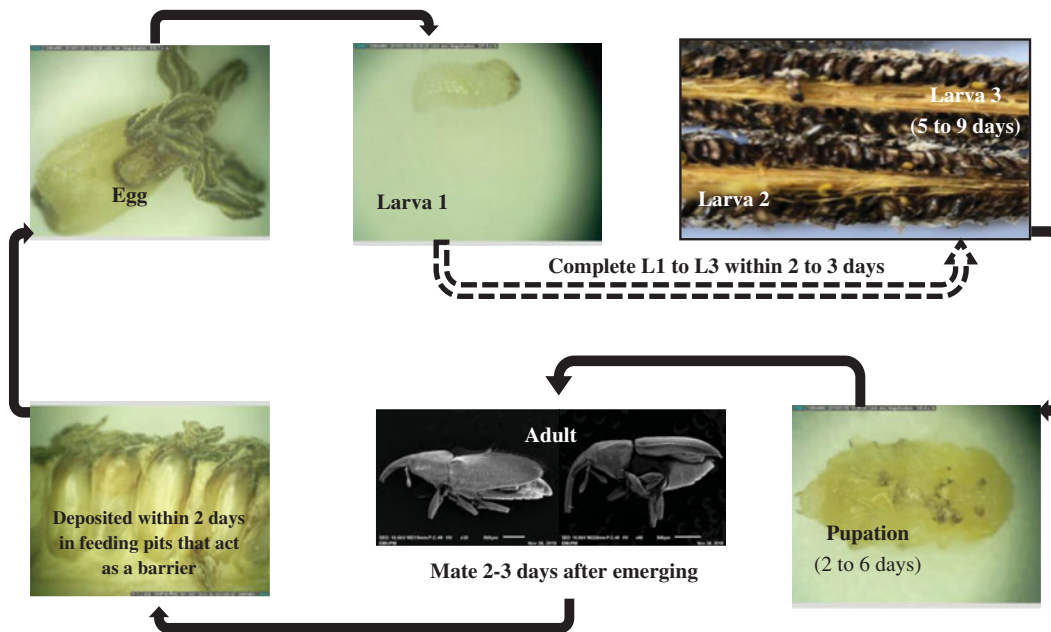 Egg
Larva 1
Larva 3
(5 to 9 days)
Larva 2
Complete L1 to L3 within 2 to 3 days
Deposited within 2 days
in feeding pits that act
as a barrier
Adult
Mate 2-3 days after emerging
Pupation
(2 to 6 days)